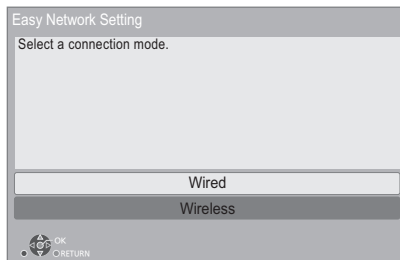 Easy Network Setting
Select a connection mode.
Wired
Wireless
OK
RETURN